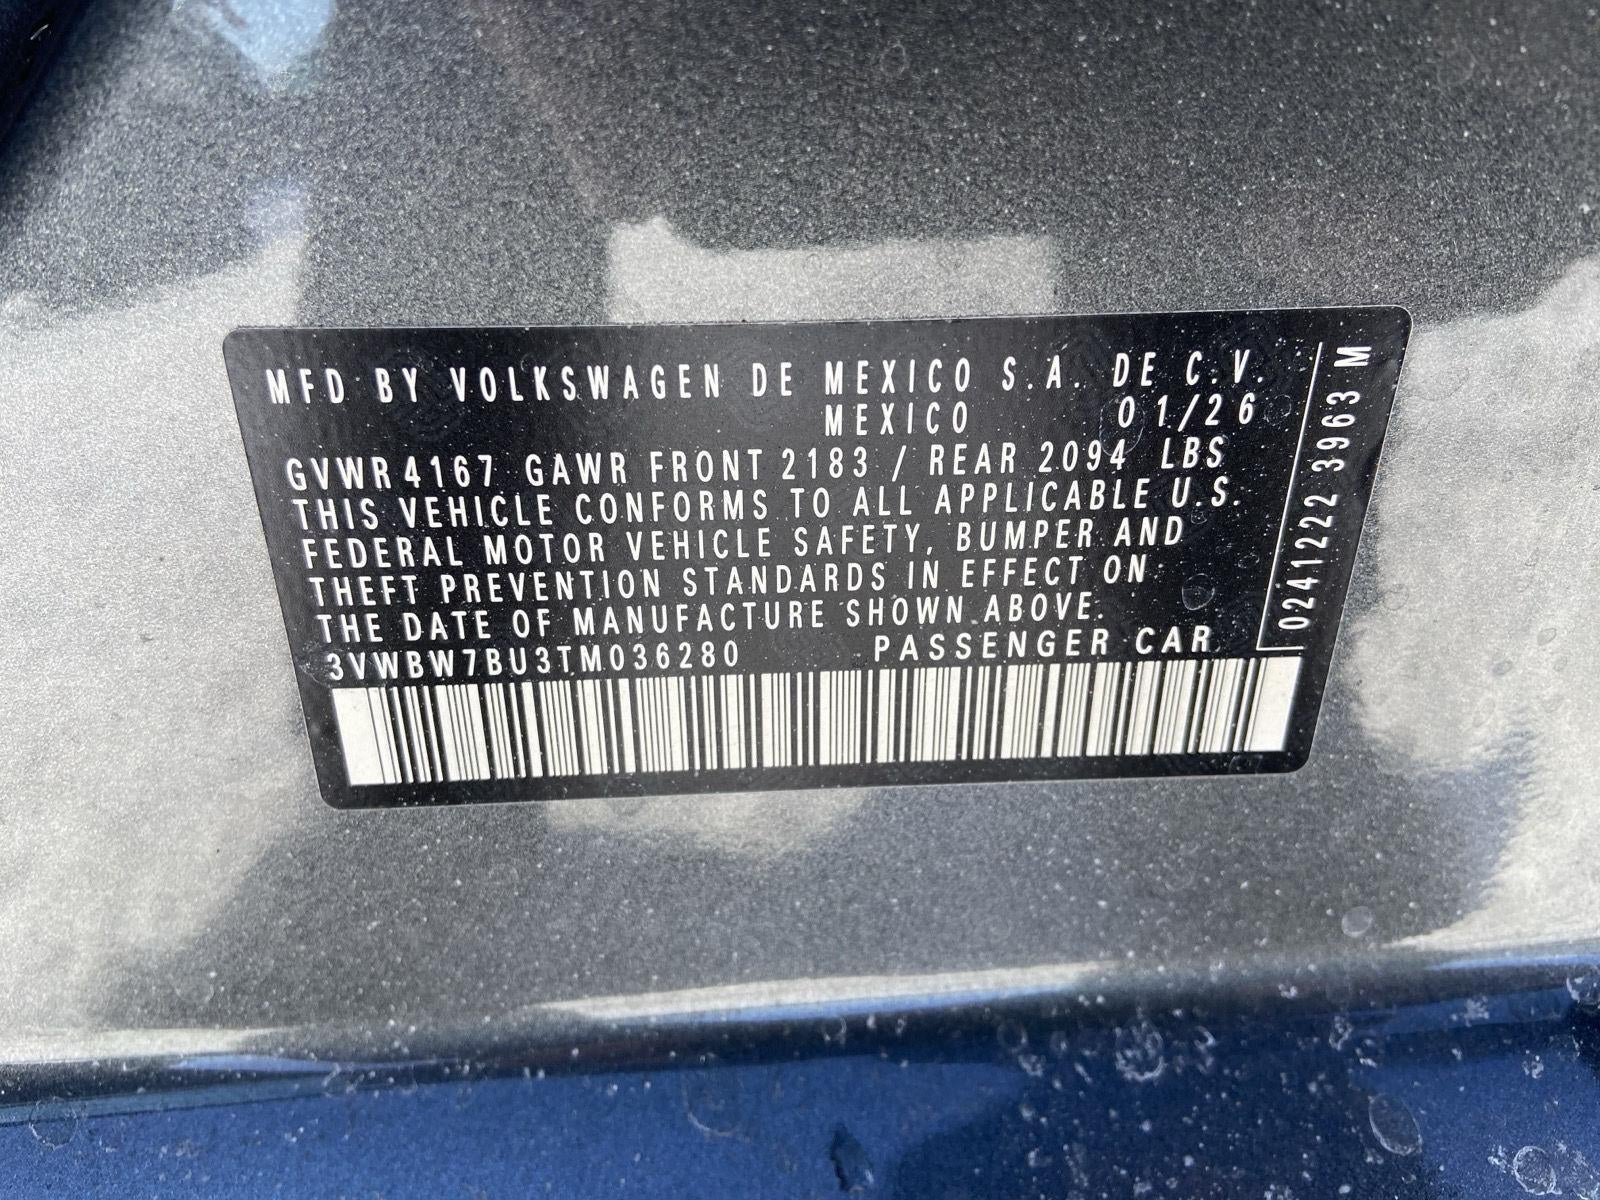 MFD BY VOLKSWAGEN DE MEXICO S.A. DE C.V.
MEXICO 01/26
GVWR 4167 GAWR FRONT 2183 / REAR 2094 LBS
THIS VEHICLE CONFORMS TO ALL APPLICABLE U.S.
FEDERAL MOTOR VEHICLE SAFETY, BUMPER AND
THEFT PREVENTION STANDARDS IN EFFECT ON
THE DATE OF MANUFACTURE SHOWN ABOVE.
3VWBW7BU3TM036280 PASSENGER CAR
0241222 3963 M